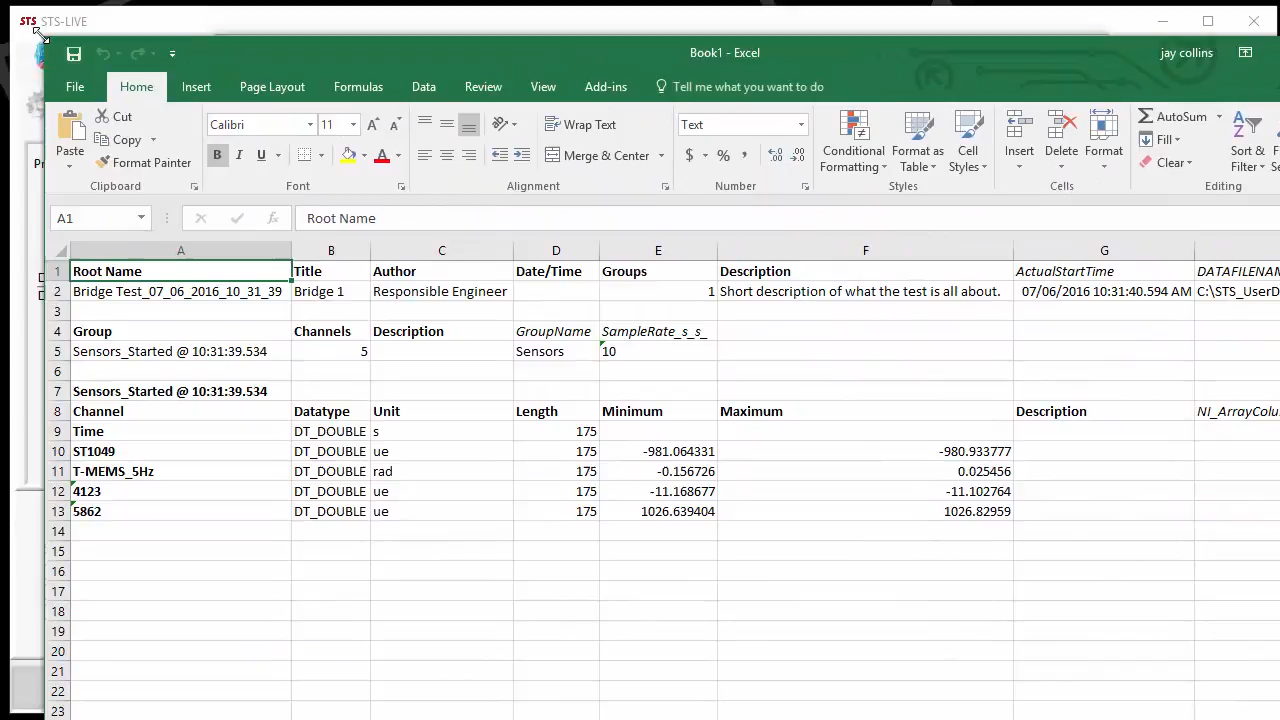 STS STS-LIVE
Book1 - Excel
jay collins
File Home Insert Page Layout Formulas Data Review View Add-ins Tell me what you want to do
Paste
Cut
Copy
Format Painter
Clipboard
Calibri 11
B I U
Font
Wrap Text
Merge & Center
Alignment
Text
$ % ,
Number
Conditional Formatting
Format as Table
Cell Styles
Styles
Insert Delete Format
Cells
AutoSum
Fill
Clear
Sort &
Filter
Editing
A1 fx Root Name
A B C D E F G
1 Root Name Title Author Date/Time Groups Description ActualStartTime DATAFILENAM
2 Bridge Test_07_06_2016_10_31_39 Bridge 1 Responsible Engineer 1 Short description of what the test is all about. 07/06/2016 10:31:40.594 AM C:\STS_UserD
3
4 Group Channels Description GroupName SampleRate_s_s_
5 Sensors_Started @ 10:31:39.534 5 Sensors 10
6
7 Sensors_Started @ 10:31:39.534
8 Channel Datatype Unit Length Minimum Maximum Description NI_ArrayColu
9 Time DT_DOUBLE s 175
10 ST1049 DT_DOUBLE ue 175 -981.064331 -980.933777
11 T-MEMS_5Hz DT_DOUBLE rad 175 -0.156726 0.025456
12 4123 DT_DOUBLE ue 175 -11.168677 -11.102764
13 5862 DT_DOUBLE ue 175 1026.639404 1026.82959
14
15
16
17
18
19
20
21
22
23